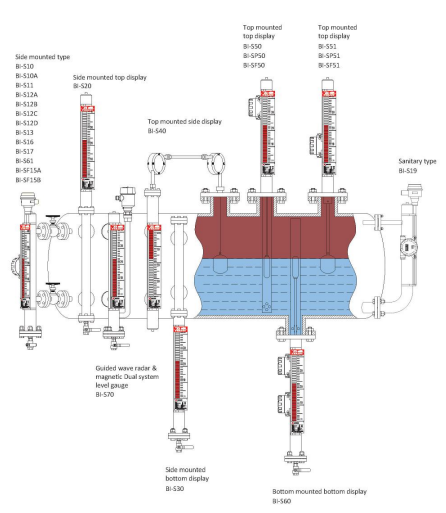 Top mounted
top display
BI-S50
BI-SP50
BI-SF50
Top mounted
top display
BI-S51
BI-SP51
BI-SF51
Side mounted type
BI-S10
BI-S10A
BI-S11
BI-S12A
BI-S12B
BI-S12C
BI-S12D
BI-S13
BI-S16
BI-S17
BI-S61
BI-SF15A
BI-SF15B
Side mounted top display
BI-S20
Top mounted side display
BI-S40
Sanitary type
BI-S19
Guided wave radar &
magnetic Dual system
level gauge
BI-S70
Side mounted
bottom display
BI-S30
Bottom mounted bottom display
BI-S60